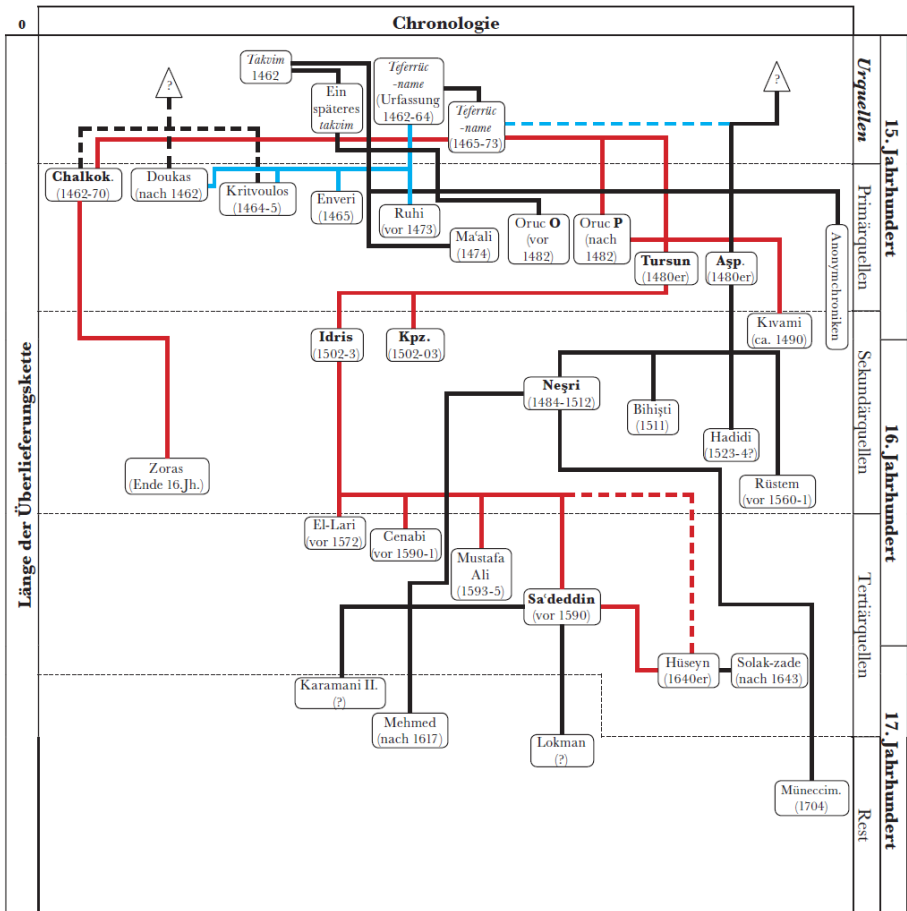 0
Chronologie
Länge der Überlieferungskette
Takvim
1462
Teferrüc
-name
(Urfassung
1462-64)
?
?
Ein
späteres
takvim
Teferrüc
-name
(1465-73)
Urquellen
15. Jahrhundert
Chalkok.
(1462-70)
Doukas
(nach 1462)
Kritvoulos
(1464-5)
Enveri
(1465)
Ruhi
(vor 1473)
Ma‘ali
(1474)
Oruc O
(vor
1482)
Oruc P
(nach
1482)
Tursun
(1480er)
Aşp.
(1480er)
Anonymchroniken
Primärquellen
Idris
(1502-3)
Kpz.
(1502-03)
Kıvami
(ca. 1490)
Neşri
(1484-1512)
Bihişti
(1511)
Hadidi
(1523-4?)
Zoras
(Ende 16.Jh.)
Rüstem
(vor 1560-1)
Sekundärquellen
16. Jahrhundert
El-Lari
(vor 1572)
Cenabi
(vor 1590-1)
Mustafa
Ali
(1593-5)
Sa‘deddin
(vor 1590)
Hüseyn
(1640er)
Solak-zade
(nach 1643)
Tertiärquellen
Karamani II.
(?)
Mehmed
(nach 1617)
Lokman
(?)
17. Jahrhundert
Müneccim.
(1704)
Rest